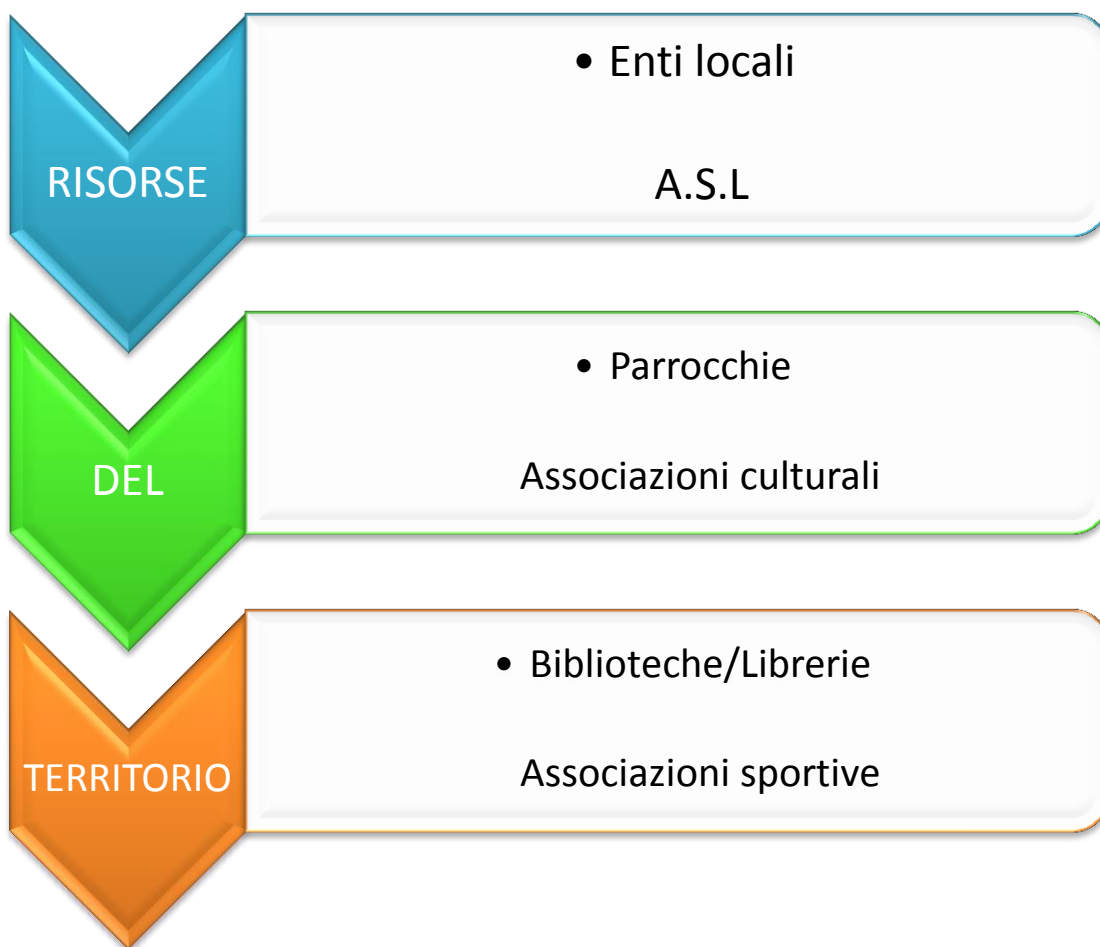 RISORSE
• Enti locali
A.S.L
DEL
• Parrocchie
Associazioni culturali
TERRITORIO
• Biblioteche/Librerie
Associazioni sportive